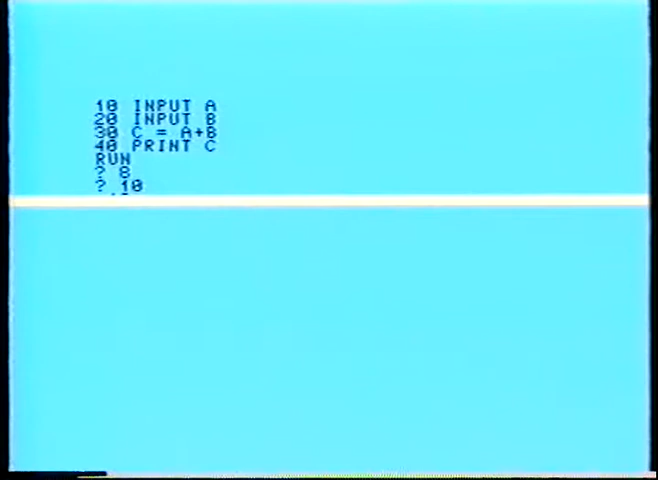 10 INPUT A
20 INPUT B
30 C = A+B
40 PRINT C
RUN
? 8
? 10